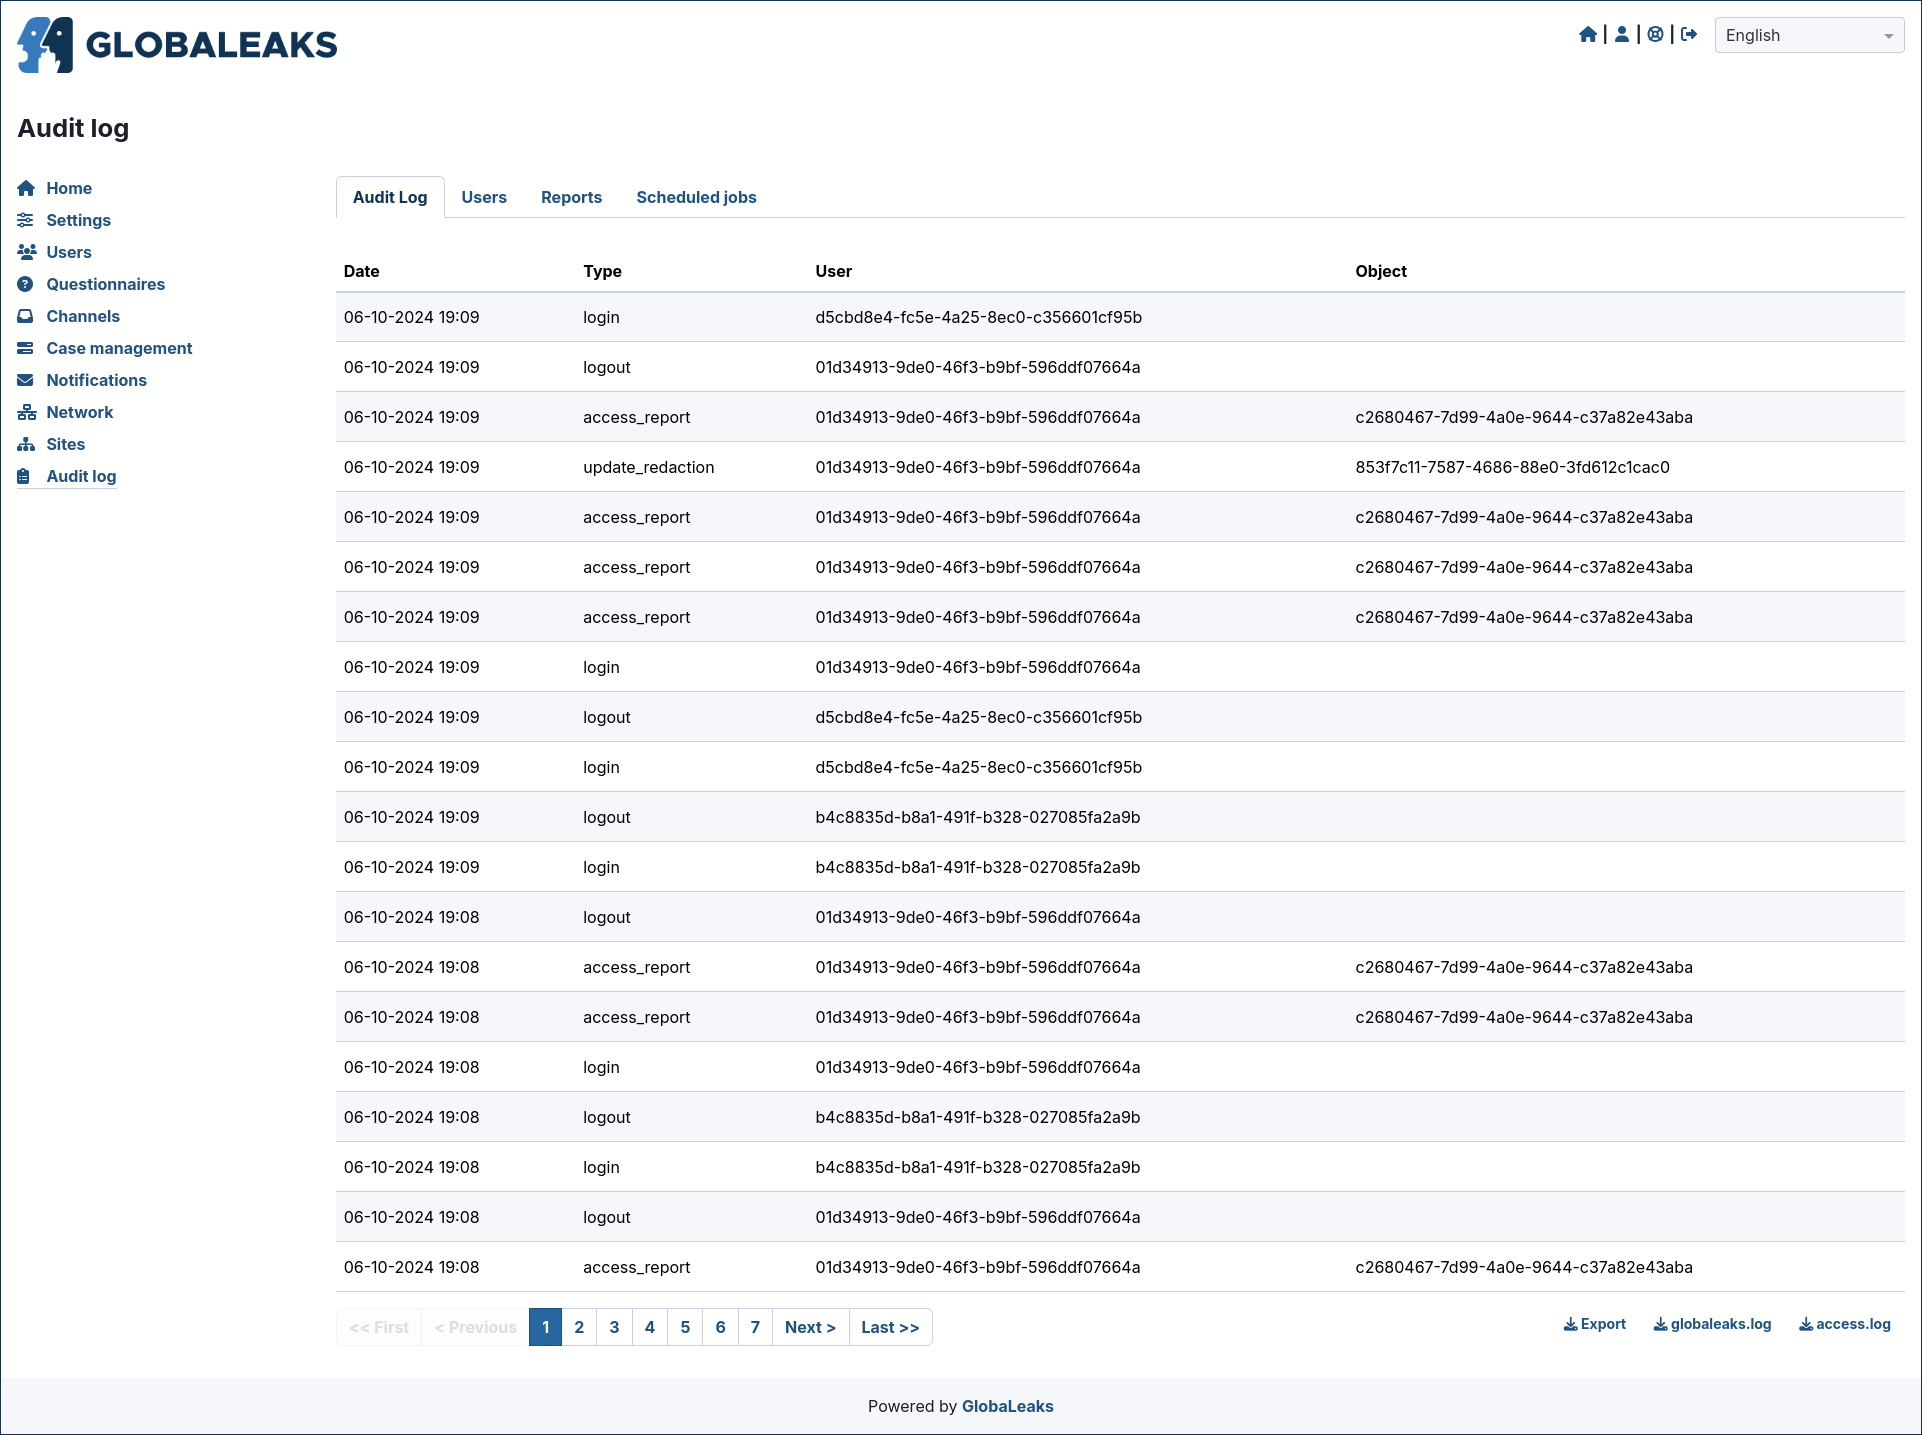 GLOBALEAKS
| | | English
Audit log
Home
Settings
Users
Questionnaires
Channels
Case management
Notifications
Network
Sites
Audit log
Audit Log Users Reports Scheduled jobs
Date Type User Object
06-10-2024 19:09 login d5cbd8e4-fc5e-4a25-8ec0-c356601cf95b
06-10-2024 19:09 logout 01d34913-9de0-46f3-b9bf-596ddf07664a
06-10-2024 19:09 access_report 01d34913-9de0-46f3-b9bf-596ddf07664a c2680467-7d99-4a0e-9644-c37a82e43aba
06-10-2024 19:09 update_redaction 01d34913-9de0-46f3-b9bf-596ddf07664a 853f7c11-7587-4686-88e0-3fd612c1cac0
06-10-2024 19:09 access_report 01d34913-9de0-46f3-b9bf-596ddf07664a c2680467-7d99-4a0e-9644-c37a82e43aba
06-10-2024 19:09 access_report 01d34913-9de0-46f3-b9bf-596ddf07664a c2680467-7d99-4a0e-9644-c37a82e43aba
06-10-2024 19:09 access_report 01d34913-9de0-46f3-b9bf-596ddf07664a c2680467-7d99-4a0e-9644-c37a82e43aba
06-10-2024 19:09 login 01d34913-9de0-46f3-b9bf-596ddf07664a
06-10-2024 19:09 logout d5cbd8e4-fc5e-4a25-8ec0-c356601cf95b
06-10-2024 19:09 login d5cbd8e4-fc5e-4a25-8ec0-c356601cf95b
06-10-2024 19:09 logout b4c8835d-b8a1-491f-b328-027085fa2a9b
06-10-2024 19:09 login b4c8835d-b8a1-491f-b328-027085fa2a9b
06-10-2024 19:08 logout 01d34913-9de0-46f3-b9bf-596ddf07664a
06-10-2024 19:08 access_report 01d34913-9de0-46f3-b9bf-596ddf07664a c2680467-7d99-4a0e-9644-c37a82e43aba
06-10-2024 19:08 access_report 01d34913-9de0-46f3-b9bf-596ddf07664a c2680467-7d99-4a0e-9644-c37a82e43aba
06-10-2024 19:08 login 01d34913-9de0-46f3-b9bf-596ddf07664a
06-10-2024 19:08 logout b4c8835d-b8a1-491f-b328-027085fa2a9b
06-10-2024 19:08 login b4c8835d-b8a1-491f-b328-027085fa2a9b
06-10-2024 19:08 logout 01d34913-9de0-46f3-b9bf-596ddf07664a
06-10-2024 19:08 access_report 01d34913-9de0-46f3-b9bf-596ddf07664a c2680467-7d99-4a0e-9644-c37a82e43aba
<< First < Previous 1 2 3 4 5 6 7 Next > Last >> Export globaleaks.log access.log
Powered by GlobaLeaks